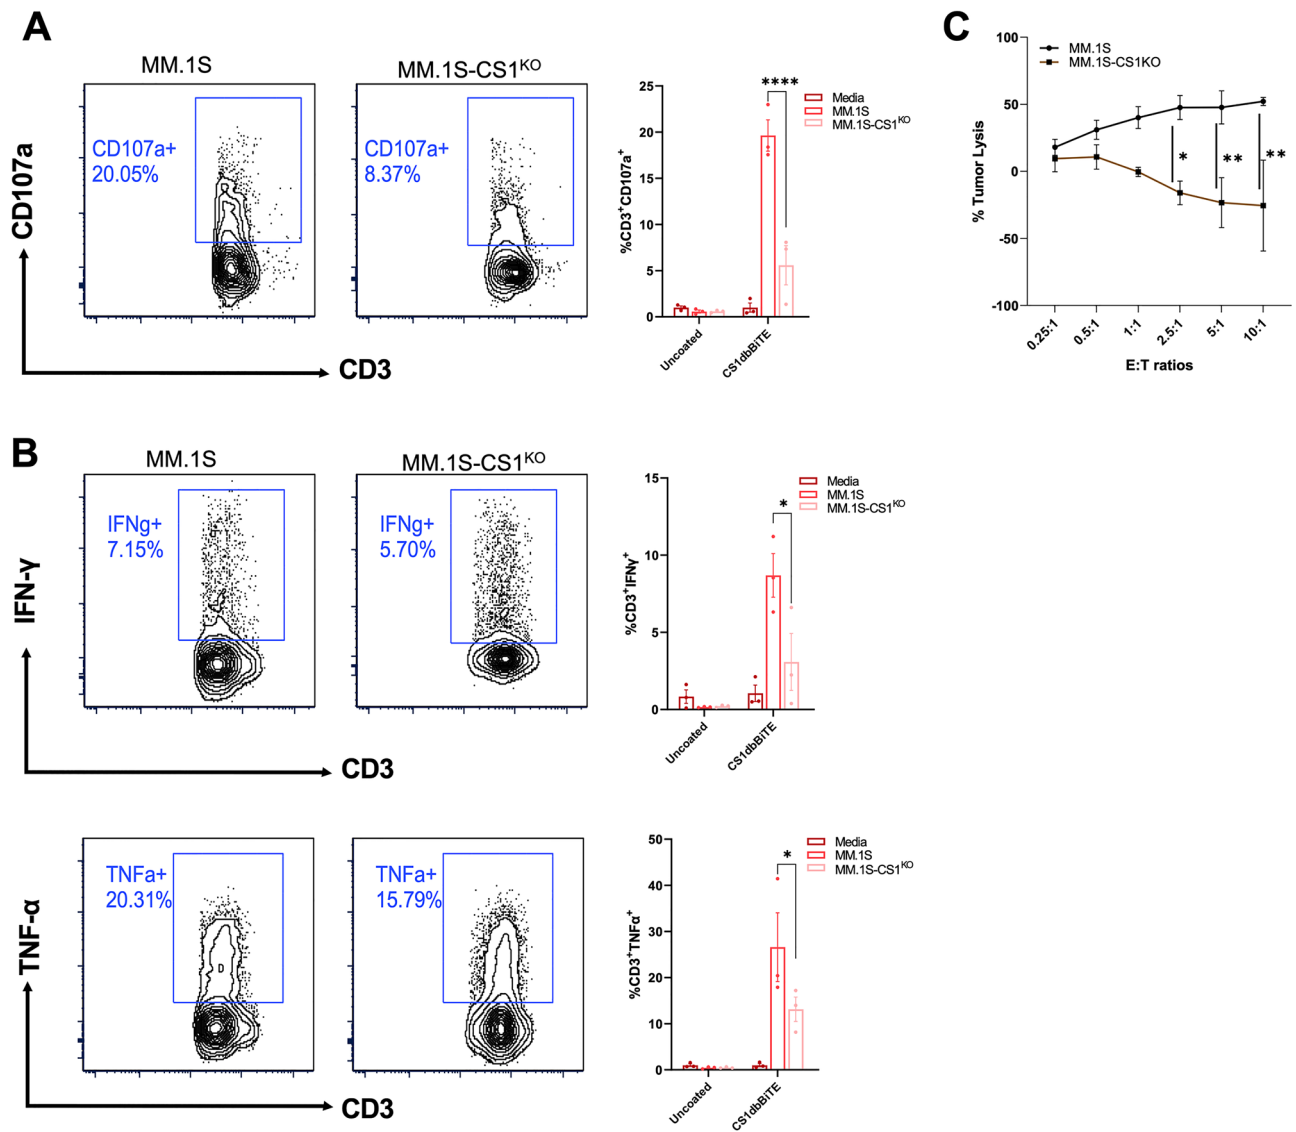 A
MM.1S
MM.1S-CS1KO
CD107a
CD107a+
20.05%
CD107a+
8.37%
CD3
%CD3+CD107a+
25
20
15
10
5
0
****
Media
MM.1S
MM.1S-CS1KO
Uncoated
CS1dbBiTE
C
MM.1S
MM.1S-CS1KO
% Tumor Lysis
100
50
0
-50
-100
*
**
**
0.25:1
0.5:1
1:1
2.5:1
5:1
10:1
E:T ratios
B
MM.1S
MM.1S-CS1KO
IFN-γ
IFNg+
7.15%
IFNg+
5.70%
CD3
%CD3+IFNγ+
15
10
5
0
*
Media
MM.1S
MM.1S-CS1KO
Uncoated
CS1dbBiTE
TNF-α
TNFa+
20.31%
TNFa+
15.79%
CD3
%CD3+TNFα+
50
40
30
20
10
0
*
Media
MM.1S
MM.1S-CS1KO
Uncoated
CS1dbBiTE